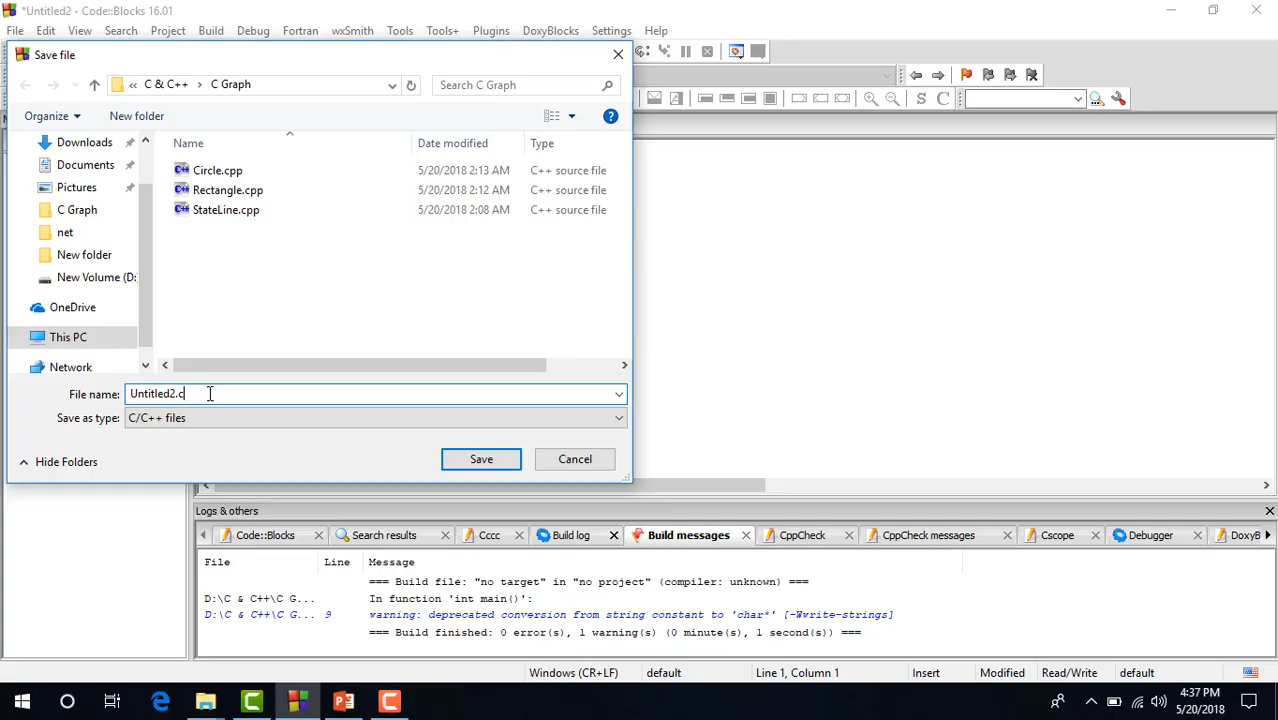 *Untitled2 - Code::Blocks 16.01
File Edit View Search Project Build Debug Fortran wxSmith Tools Tools+ Plugins DoxyBlocks Settings Help
Save file
« C & C++ > C Graph
Search C Graph
Organize
New folder
Name Date modified Type
Downloads
Documents
Pictures
C Graph
net
New folder
New Volume (D:
OneDrive
This PC
Network
Circle.cpp 5/20/2018 2:13 AM C++ source file
Rectangle.cpp 5/20/2018 2:12 AM C++ source file
StateLine.cpp 5/20/2018 2:08 AM C++ source file
File name: Untitled2.c
Save as type: C/C++ files
Hide Folders
Save
Cancel
S C
Logs & others
Code::Blocks Search results Cccc Build log Build messages CppCheck CppCheck messages Cscope Debugger DoxyB
File Line Message
=== Build file: "no target" in "no project" (compiler: unknown) ===
D:\C & C++\C G... In function 'int main()':
D:\C & C++\C G... 9 warning: deprecated conversion from string constant to 'char*' [-Wwrite-strings]
=== Build finished: 0 error(s), 1 warning(s) (0 minute(s), 1 second(s)) ===
Windows (CR+LF) default Line 1, Column 1 Insert Modified Read/Write default
4:37 PM
5/20/2018